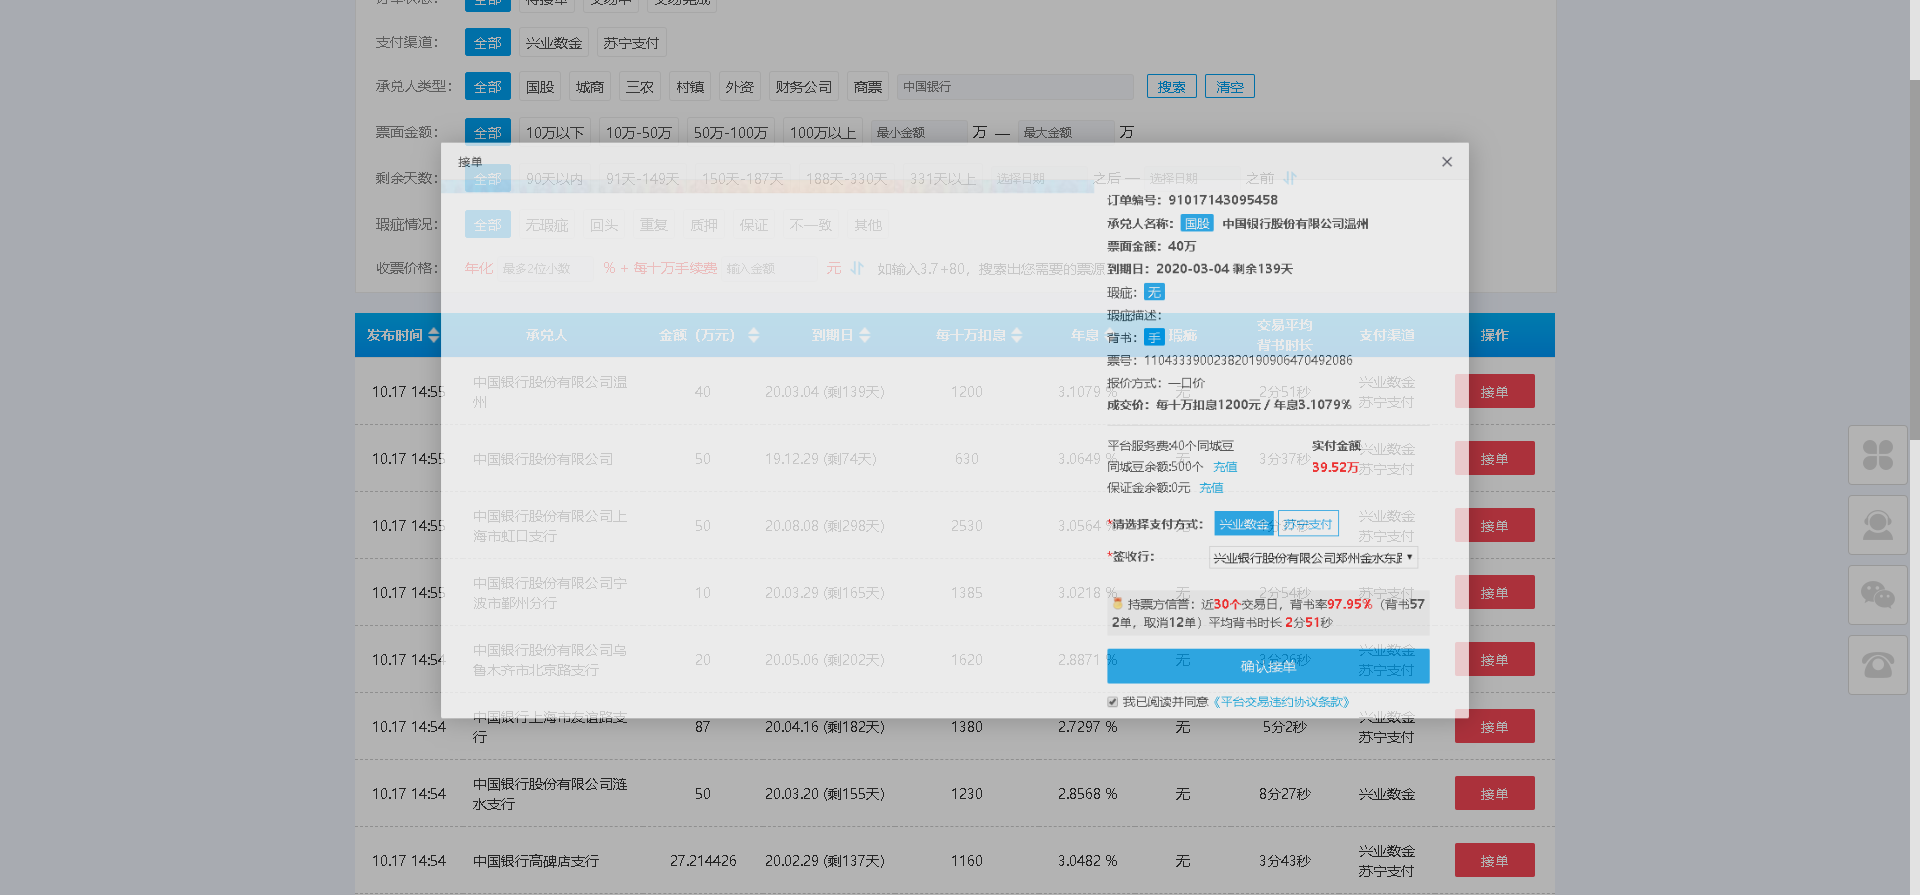 订单状态： 全部 待接单 交易中 交易完成
支付渠道： 全部 兴业数金 苏宁支付
承兑人类型： 全部 国股 城商 三农 村镇 外资 财务公司 商票 中国银行 搜索 清空
票面金额： 全部 10万以下 10万-50万 50万-100万 100万以上 最小金额 万 — 最大金额 万
接单 ×
剩余天数： 全部 90天以内 91天-149天 150天-187天 188天-330天 331天以上 选择日期 之后 — 选择日期 之前
瑕疵情况： 全部 无瑕疵 回头 重复 质押 保证 不一致 其他
收票价格： 年化 最多2位小数 % + 每十万手续费 输入金额 元 如输入3.7+80，搜索出您需要的票源
订单编号：91017143095458
承兑人名称： 国股 中国银行股份有限公司温州
票面金额：40万
到期日：2020-03-04 剩余139天
瑕疵： 无
瑕疵描述：
背书： 手
票号：110433390023820190906470492086
报价方式：一口价
成交价：每十万扣息1200元 / 年息3.1079%
平台服务费:40个同城豆 实付金额
同城豆余额:500个 充值 39.52万
保证金余额:0元 充值
*请选择支付方式： 兴业数金 苏宁支付
*签收行： 兴业银行股份有限公司郑州金水东路
持票方信誉：近30个交易日，背书率97.95%（背书57
2单，取消12单）平均背书时长 2分51秒
确认接单
我已阅读并同意《平台交易违约协议条款》
发布时间 承兑人 金额（万元） 到期日 每十万扣息 年息 瑕疵 交易平均 支付渠道 操作
背书时长
10.17 14:55 中国银行股份有限公司温 40 20.03.04 (剩139天) 1200 3.1079 % 无 2分51秒 兴业数金 接单
州 苏宁支付
10.17 14:55 中国银行股份有限公司 50 19.12.29 (剩74天) 630 3.0649 % 无 3分37秒 兴业数金 接单
苏宁支付
10.17 14:55 中国银行股份有限公司上 50 20.08.08 (剩298天) 2530 3.0564 % 无 兴业数金 接单
海市虹口支行 苏宁支付
10.17 14:55 中国银行股份有限公司宁 10 20.03.29 (剩165天) 1385 3.0218 % 无 2分54秒 兴业数金 接单
波市鄞州分行 苏宁支付
10.17 14:54 中国银行股份有限公司乌 20 20.05.06 (剩202天) 1620 2.8871 % 无 兴业数金 接单
鲁木齐市北京路支行 苏宁支付
10.17 14:54 中国银行上海市友谊路支 87 20.04.16 (剩182天) 1380 2.7297 % 无 5分2秒 兴业数金 接单
行 苏宁支付
10.17 14:54 中国银行股份有限公司涟 50 20.03.20 (剩155天) 1230 2.8568 % 无 8分27秒 兴业数金 接单
水支行
10.17 14:54 中国银行高碑店支行 27.214426 20.02.29 (剩137天) 1160 3.0482 % 无 3分43秒 兴业数金 接单
苏宁支付